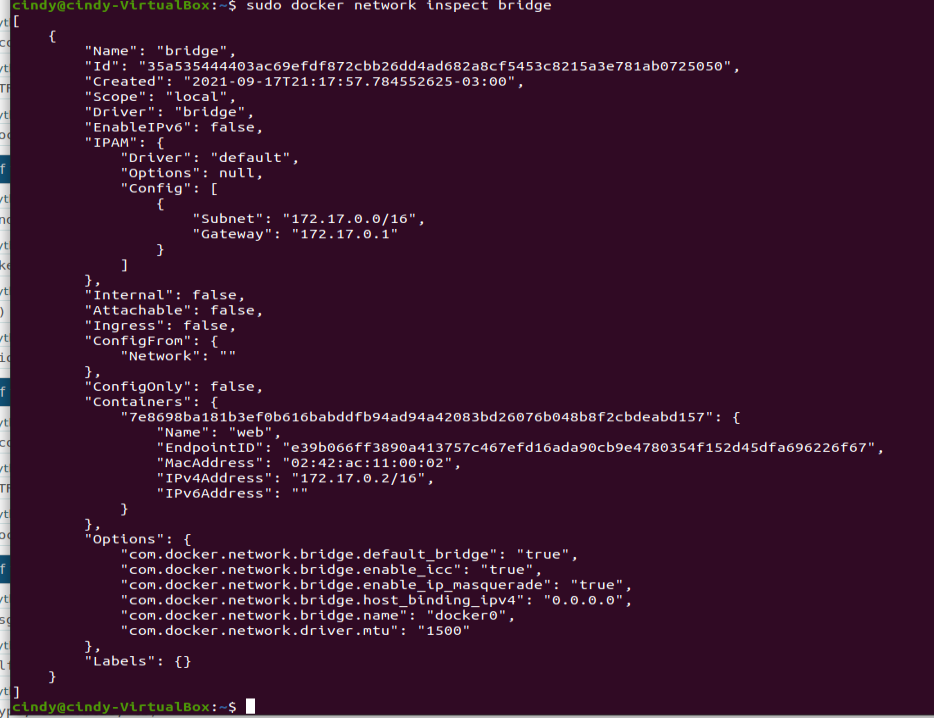 cindy@cindy-VirtualBox:~$ sudo docker network inspect bridge
[
    {
        "Name": "bridge",
        "Id": "35a535444403ac69efdf872cbb26dd4ad682a8cf5453c8215a3e781ab0725050",
        "Created": "2021-09-17T21:17:57.784552625-03:00",
        "Scope": "local",
        "Driver": "bridge",
        "EnableIPv6": false,
        "IPAM": {
            "Driver": "default",
            "Options": null,
            "Config": [
                {
                    "Subnet": "172.17.0.0/16",
                    "Gateway": "172.17.0.1"
                }
            ]
        },
        "Internal": false,
        "Attachable": false,
        "Ingress": false,
        "ConfigFrom": {
            "Network": ""
        },
        "ConfigOnly": false,
        "Containers": {
            "7e8698ba181b3ef0b616babddfb94ad94a42083bd26076b048b8f2cbdeabd157": {
                "Name": "web",
                "EndpointID": "e39b066ff3890a413757c467efd16ada90cb9e4780354f152d45dfa696226f67",
                "MacAddress": "02:42:ac:11:00:02",
                "IPv4Address": "172.17.0.2/16",
                "IPv6Address": ""
            }
        },
        "Options": {
            "com.docker.network.bridge.default_bridge": "true",
            "com.docker.network.bridge.enable_icc": "true",
            "com.docker.network.bridge.enable_ip_masquerade": "true",
            "com.docker.network.bridge.host_binding_ipv4": "0.0.0.0",
            "com.docker.network.bridge.name": "docker0",
            "com.docker.network.driver.mtu": "1500"
        },
        "Labels": {}
    }
]
cindy@cindy-VirtualBox:~$